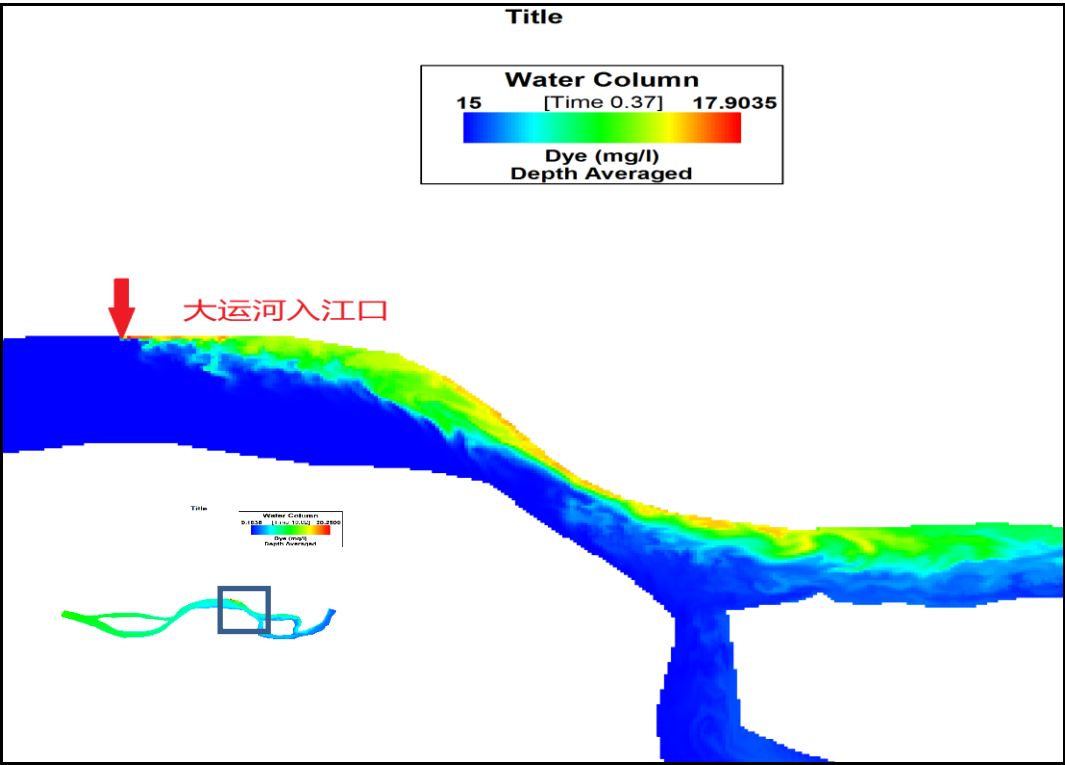 Title
Water Column
15 [Time 0.37] 17.9035
Dye (mg/l)
Depth Averaged
大运河入江口
Title
Water Column
Dye (mg/l)
Depth Averaged